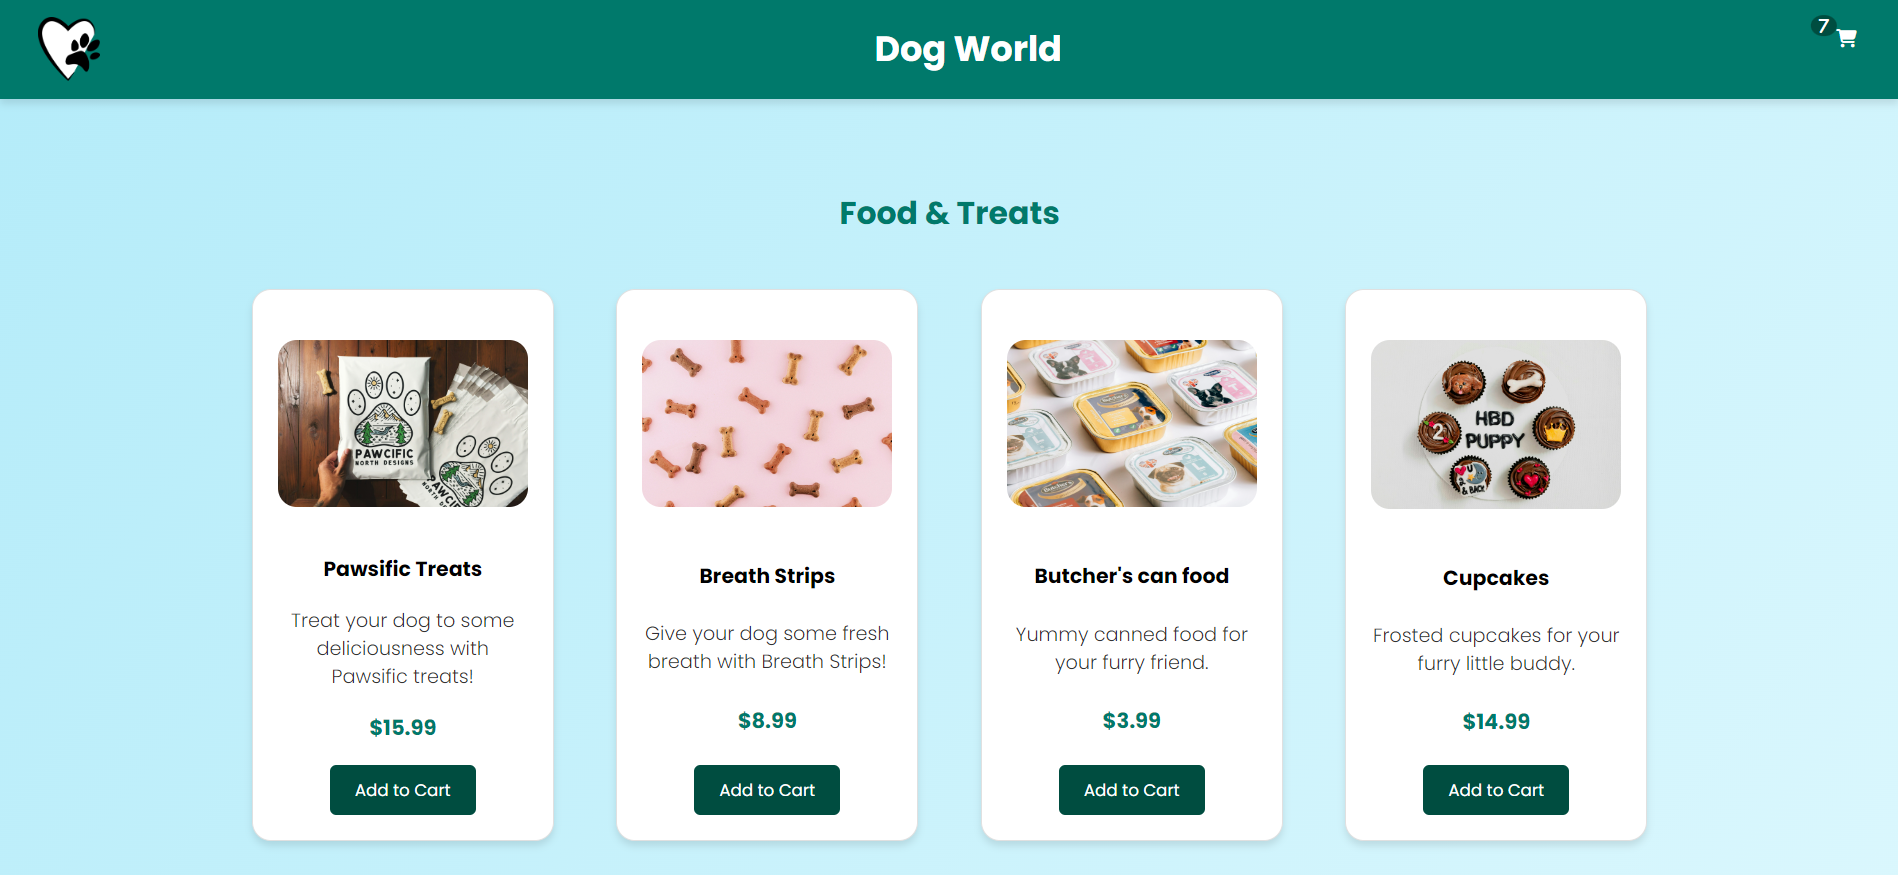 Dog World
7
Food & Treats
PAWCIFIC
NORTH DESIGNS
Pawsific Treats
Treat your dog to some
deliciousness with
Pawsific treats!
$15.99
Add to Cart
Breath Strips
Give your dog some fresh
breath with Breath Strips!
$8.99
Add to Cart
Butcher's
Butcher's can food
Yummy canned food for
your furry friend.
$3.99
Add to Cart
HBD
PUPPY
2
& BACK
Cupcakes
Frosted cupcakes for your
furry little buddy.
$14.99
Add to Cart